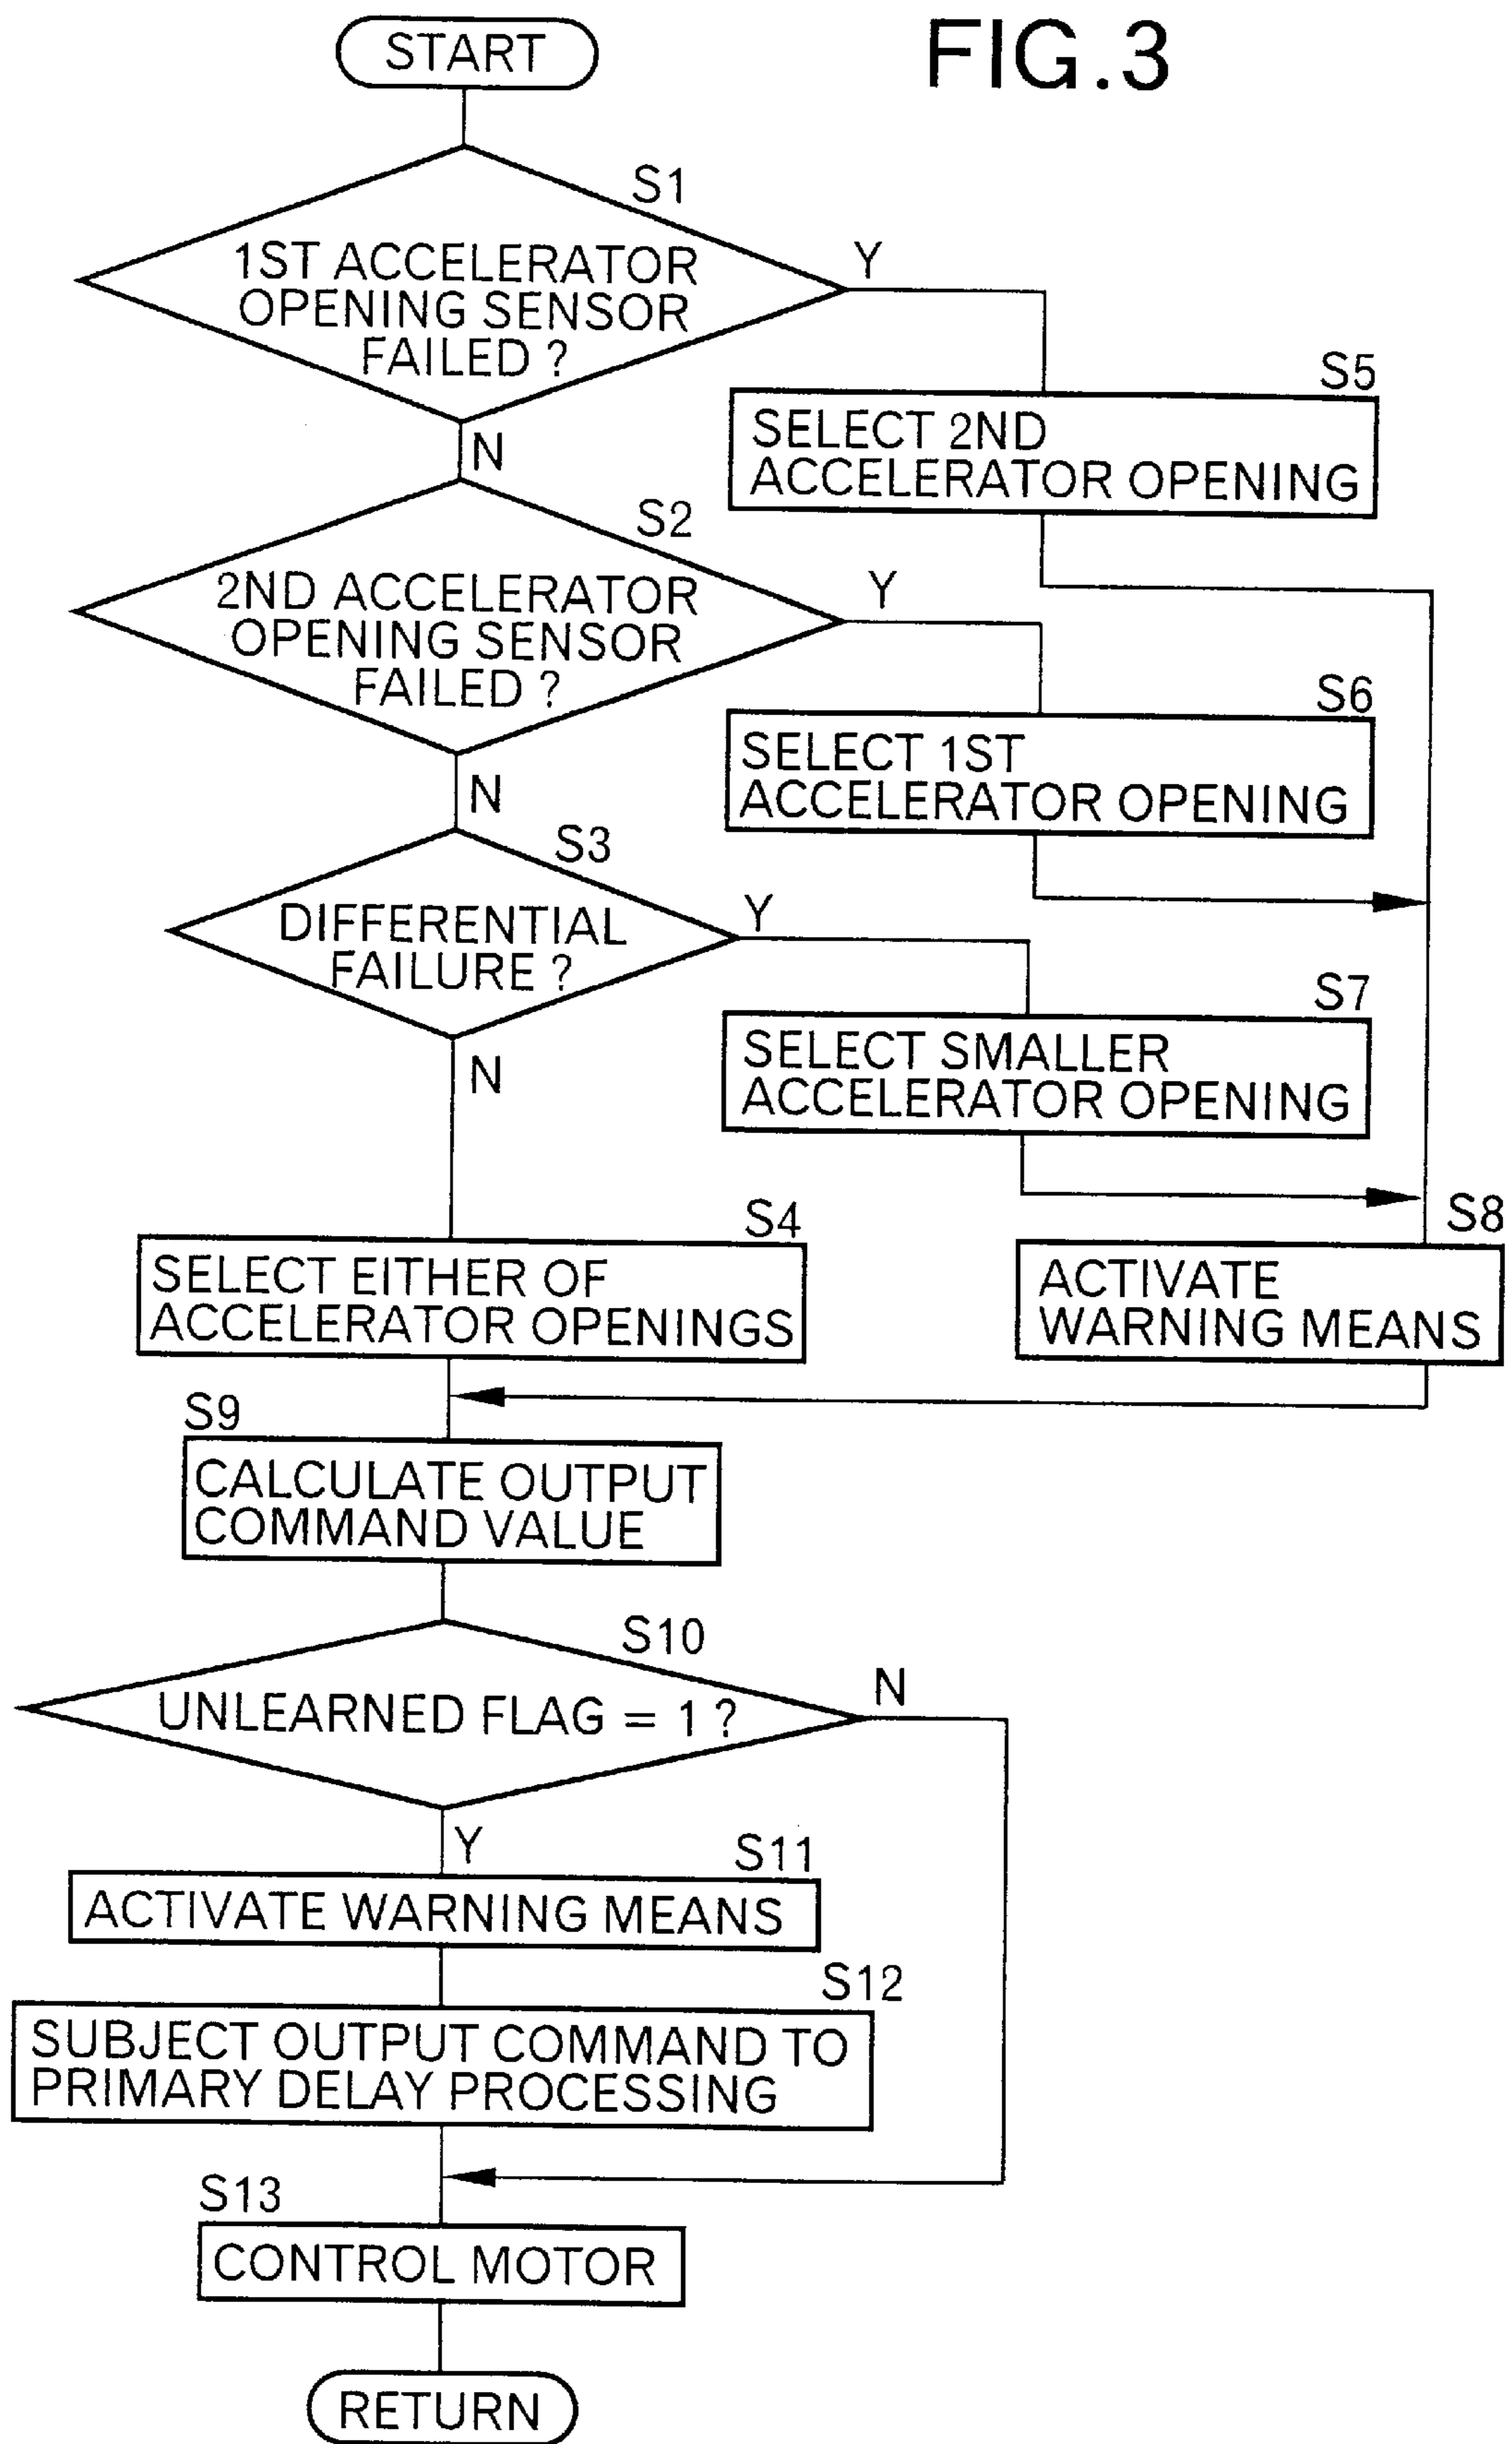 START
FIG.3
S1
1ST ACCELERATOR
OPENING SENSOR
FAILED ?
Y
N
S5
SELECT 2ND
ACCELERATOR OPENING
S2
2ND ACCELERATOR
OPENING SENSOR
FAILED ?
Y
N
S6
SELECT 1ST
ACCELERATOR OPENING
S3
DIFFERENTIAL
FAILURE ?
Y
N
S7
SELECT SMALLER
ACCELERATOR OPENING
S4
SELECT EITHER OF
ACCELERATOR OPENINGS
S8
ACTIVATE
WARNING MEANS
S9
CALCULATE OUTPUT
COMMAND VALUE
S10
UNLEARNED FLAG = 1 ?
N
Y
S11
ACTIVATE WARNING MEANS
S12
SUBJECT OUTPUT COMMAND TO
PRIMARY DELAY PROCESSING
S13
CONTROL MOTOR
RETURN